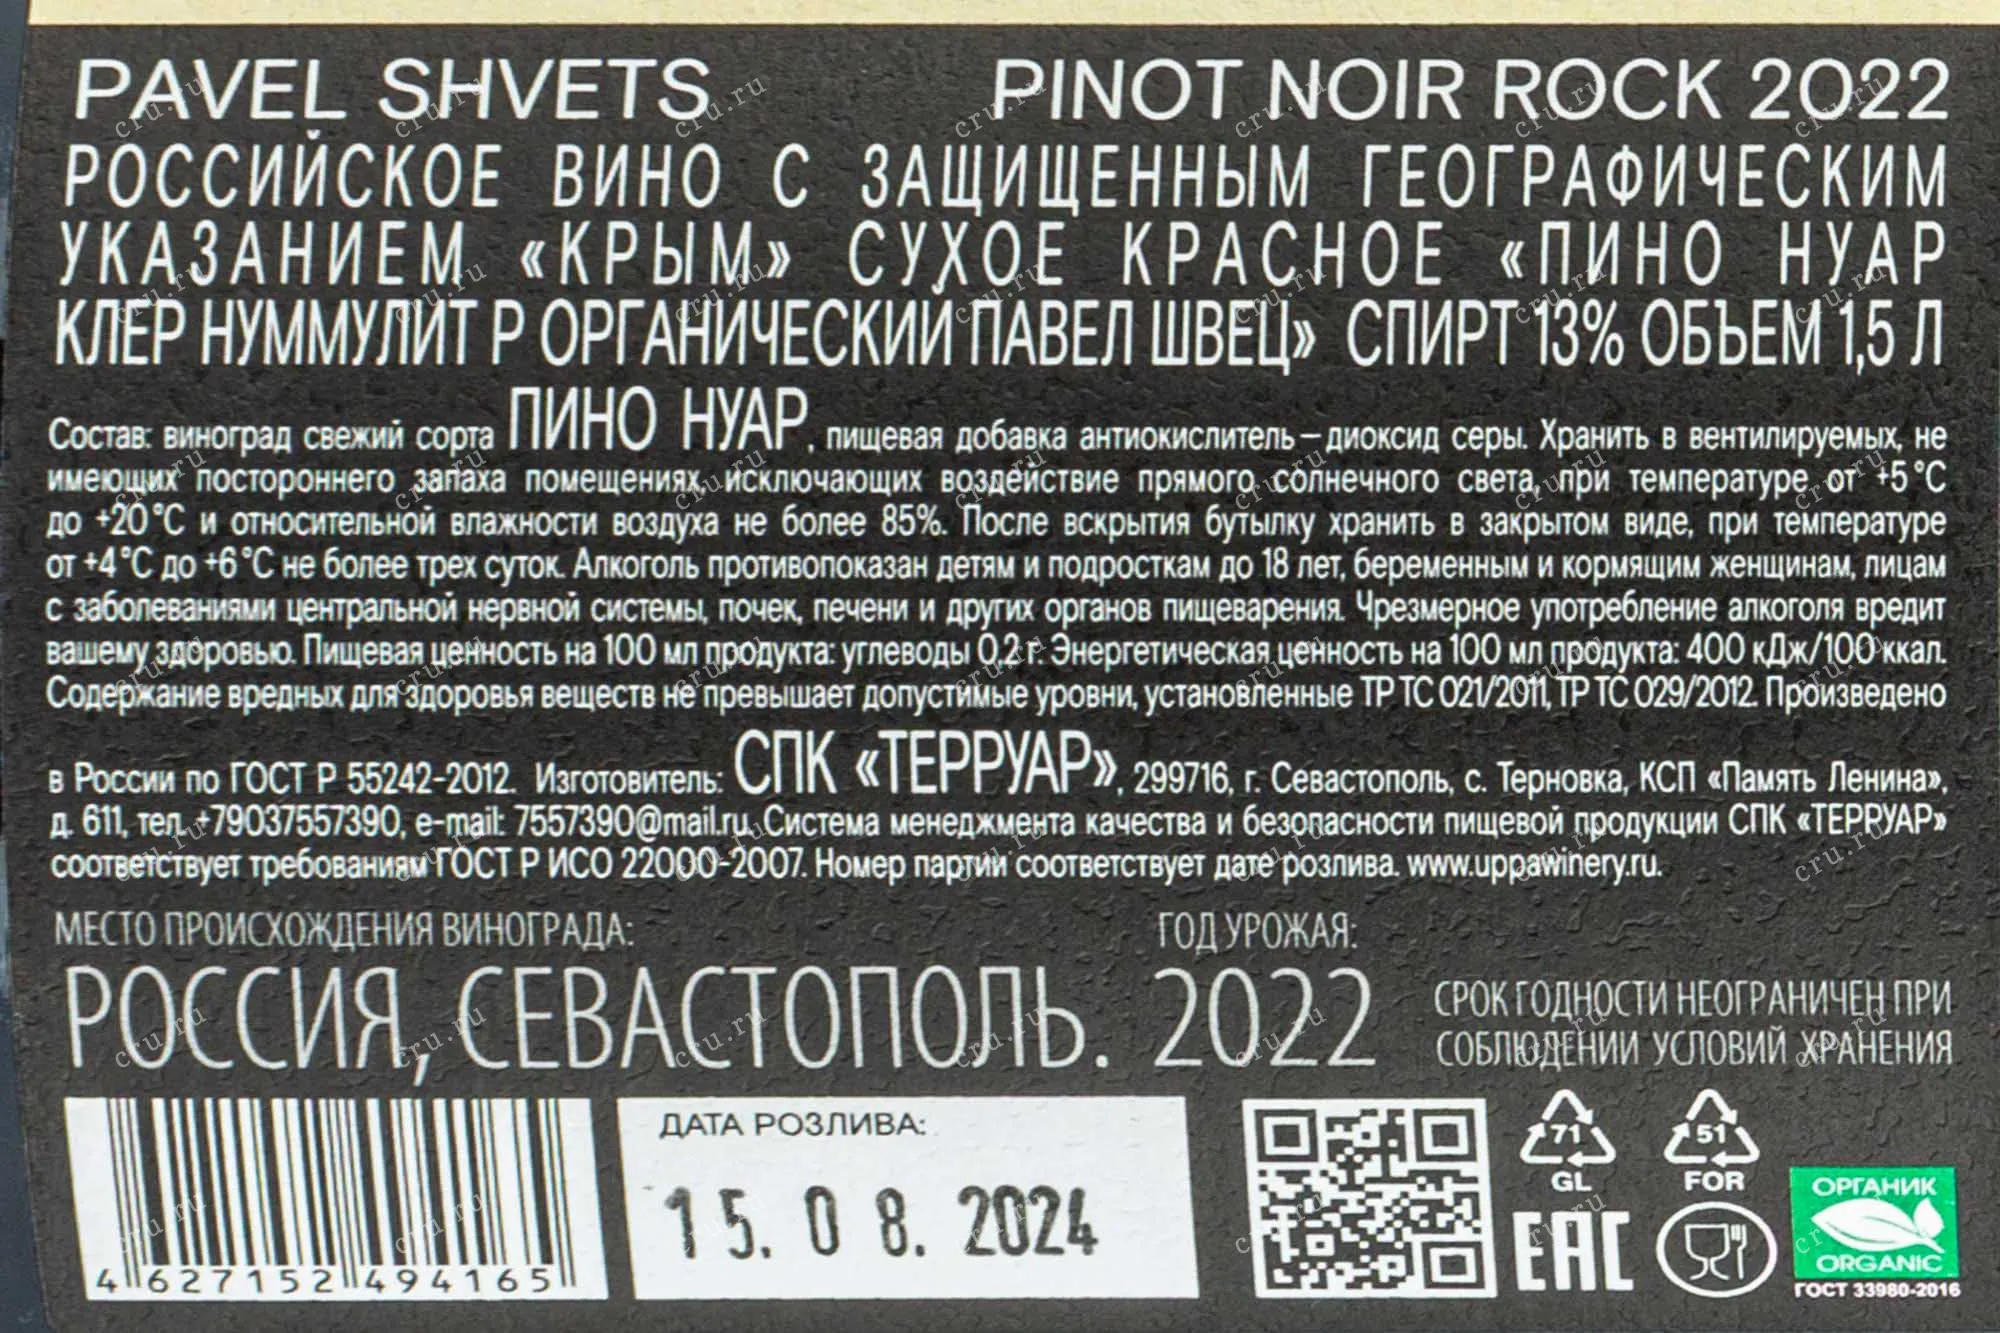 PAVEL SHVETS PINOT NOIR ROCK 2022
РОССИЙСКОЕ ВИНО С ЗАЩИЩЕННЫМ ГЕОГРАФИЧЕСКИМ
УКАЗАНИЕМ «КРЫМ» СУХОЕ КРАСНОЕ «ПИНО НУАР
КЛЕР НУММУЛИТ Р ОРГАНИЧЕСКИЙ ПАВЕЛ ШВЕЦ» СПИРТ 13% ОБЪЕМ 1,5 Л
Состав: виноград свежий сорта ПИНО НУАР, пищевая добавка антиокислитель – диоксид серы. Хранить в вентилируемых, не
имеющих постороннего запаха помещениях, исключающих воздействие прямого солнечного света, при температуре от +5 °С
до +20 °С и относительной влажности воздуха не более 85%. После вскрытия бутылку хранить в закрытом виде, при температуре
от +4 °С до +6 °С не более трех суток. Алкоголь противопоказан детям и подросткам до 18 лет, беременным и кормящим женщинам, лицам
с заболеваниями центральной нервной системы, почек, печени и других органов пищеварения. Чрезмерное употребление алкоголя вредит
вашему здоровью. Пищевая ценность на 100 мл продукта: углеводы 0,2 г. Энергетическая ценность на 100 мл продукта: 400 кДж/100 ккал.
Содержание вредных для здоровья веществ не превышает допустимые уровни, установленные ТР ТС 021/2011, ТР ТС 029/2012. Произведено
в России по ГОСТ Р 55242-2012. Изготовитель: СПК «ТЕРРУАР», 299716, г. Севастополь, с. Терновка, КСП «Память Ленина»,
д. 611, тел. +79037557390, e-mail: 7557390@mail.ru. Система менеджмента качества и безопасности пищевой продукции СПК «ТЕРРУАР»
соответствует требованиям ГОСТ Р ИСО 22000-2007. Номер партии соответствует дате розлива. www.uppawinery.ru.
МЕСТО ПРОИСХОЖДЕНИЯ ВИНОГРАДА: ГОД УРОЖАЯ:
РОССИЯ, СЕВАСТОПОЛЬ. 2022
СРОК ГОДНОСТИ НЕОГРАНИЧЕН ПРИ
СОБЛЮДЕНИИ УСЛОВИЙ ХРАНЕНИЯ
4 627152 494165
ДАТА РОЗЛИВА:
15. 08. 2024
71
GL
51
FOR
EAC
ОРГАНИК
ORGANIC
ГОСТ 33980-2016
cru.ru